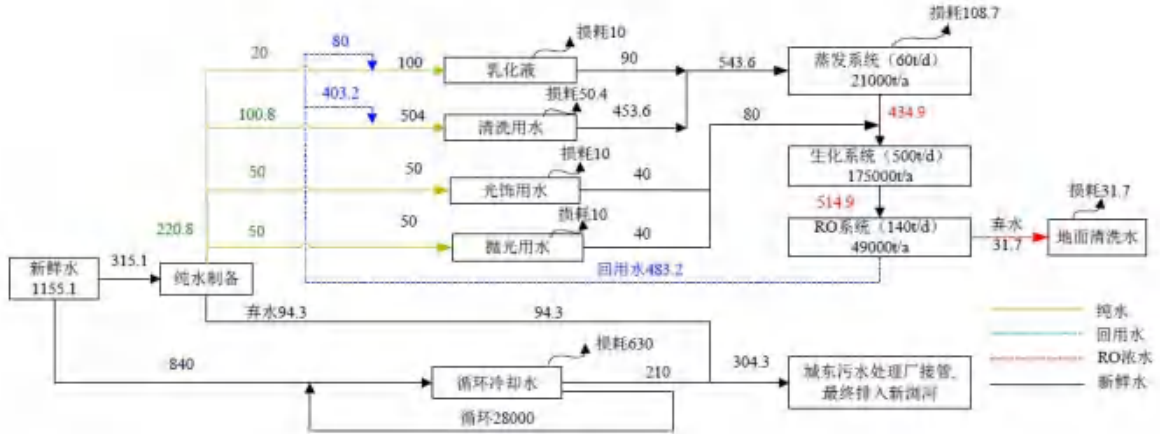 损耗108.7
损耗10
80
20
100
乳化液
90
543.6
蒸发系统（60t/d）
21000t/a
403.2
损耗50.4
100.8
504
清洗用水
453.6
80
434.9
损耗10
生化系统（500t/d）
175000t/a
50
50
光饰用水
40
损耗10
514.9
损耗31.7
220.8
50
50
抛光用水
40
RO系统（140t/d）
49000t/a
弃水
31.7
地面清洗水
新鲜水
1155.1
315.1
纯水制备
回用水483.2
弃水94.3
94.3
纯水
回用水
RO浓水
新鲜水
损耗630
840
循环冷却水
210
304.3
城东污水处理厂接管，
最终排入新浏河
循环28000